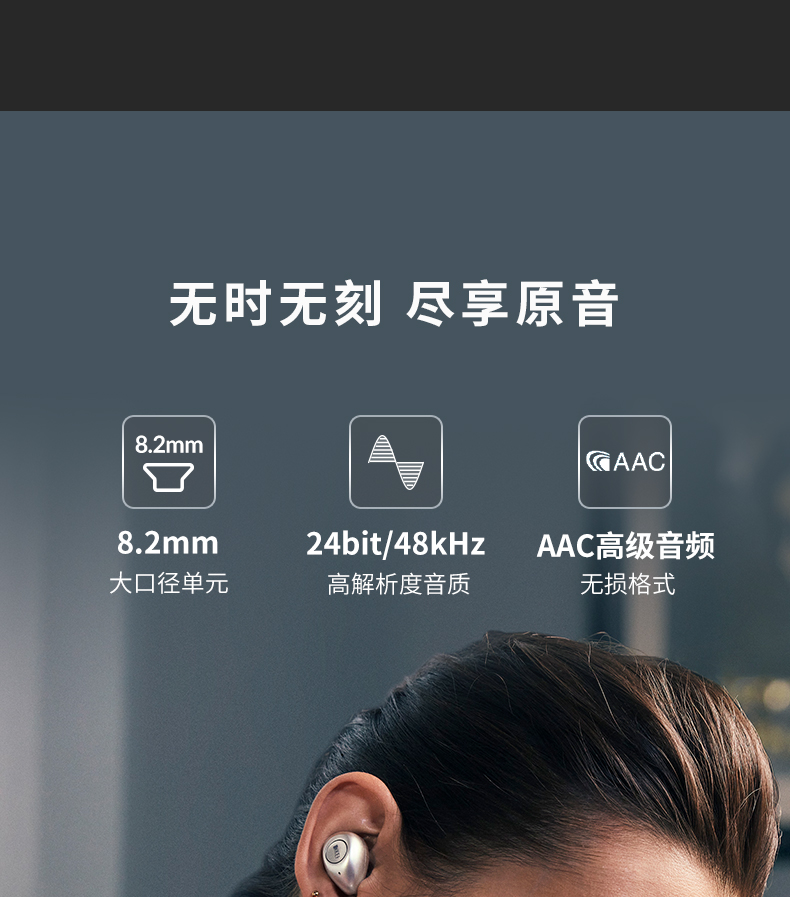 无时无刻 尽享原音
8.2mm
AAC
8.2mm
24bit/48kHz
AAC高级音频
大口径单元
高解析度音质
无损格式